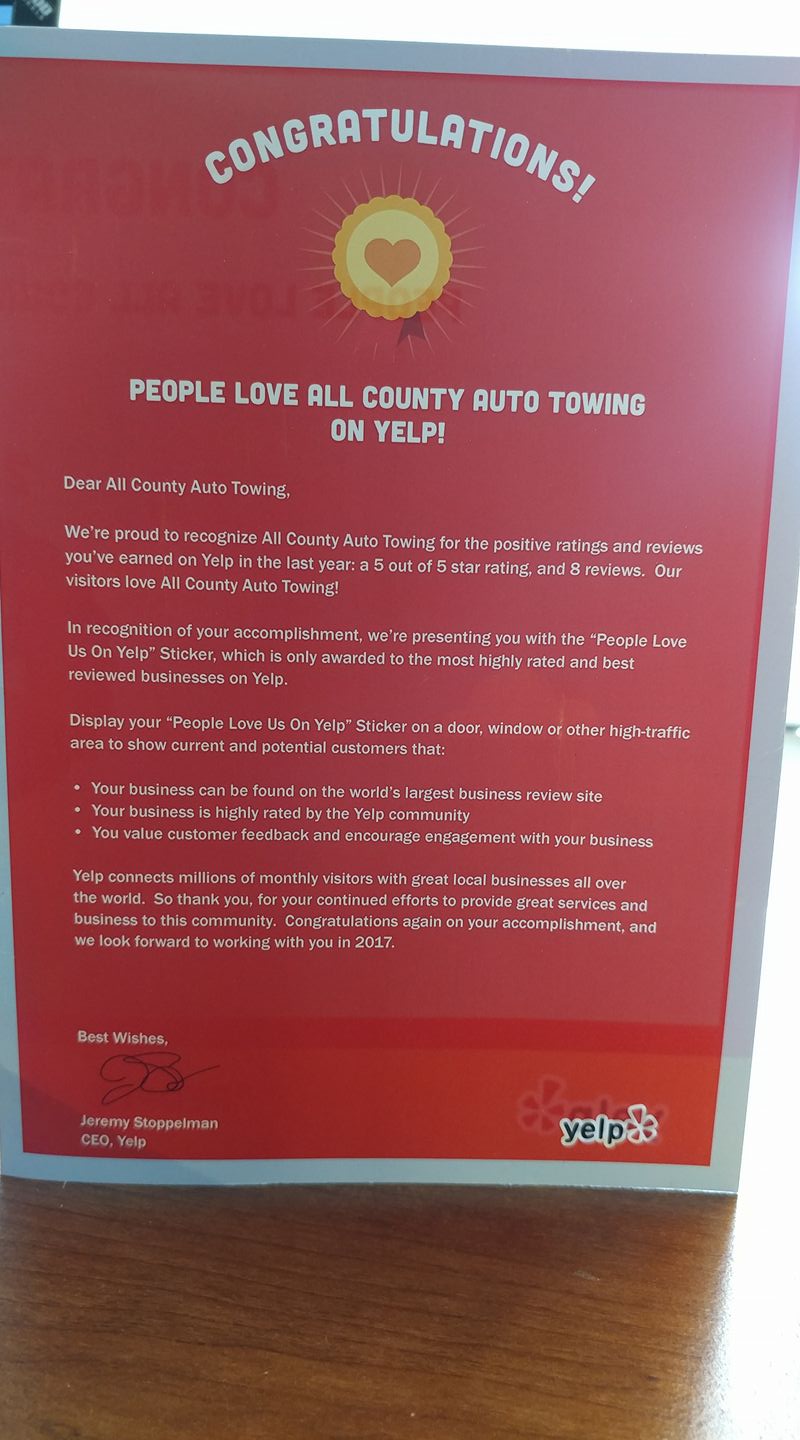 CONGRATULATIONS!
PEOPLE LOVE ALL COUNTY AUTO TOWING
ON YELP!
Dear All County Auto Towing,
We're proud to recognize All County Auto Towing for the positive ratings and reviews
you've earned on Yelp in the last year: a 5 out of 5 star rating, and 8 reviews.  Our
visitors love All County Auto Towing!
In recognition of your accomplishment, we're presenting you with the “People Love
Us On Yelp” Sticker, which is only awarded to the most highly rated and best
reviewed businesses on Yelp.
Display your “People Love Us On Yelp” Sticker on a door, window or other high-traffic
area to show current and potential customers that:
• Your business can be found on the world's largest business review site
• Your business is highly rated by the Yelp community
• You value customer feedback and encourage engagement with your business
Yelp connects millions of monthly visitors with great local businesses all over
the world.  So thank you, for your continued efforts to provide great services and
business to this community.  Congratulations again on your accomplishment, and
we look forward to working with you in 2017.
Best Wishes,
Jeremy Stoppelman
CEO, Yelp
yelp